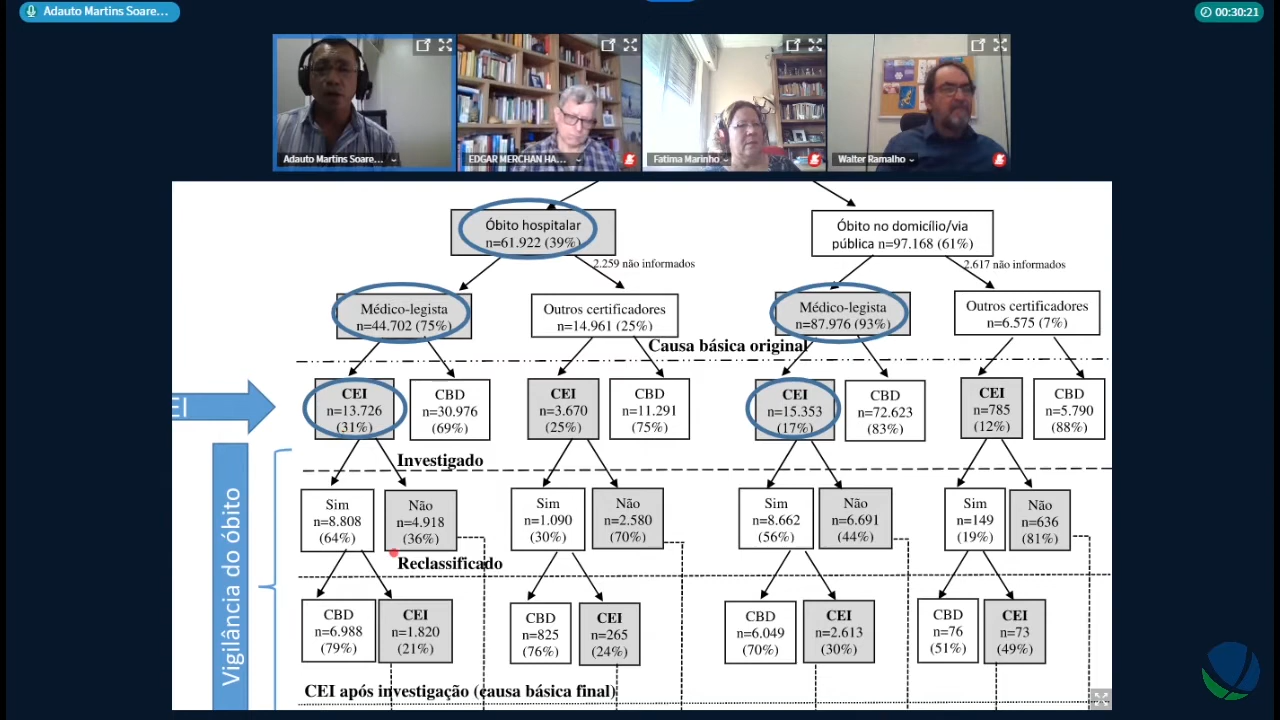 Adauto Martins Soare...
00:30:21
Adauto Martins Soare...
EDGAR MERCHAN HA...
Fatima Marinho
Walter Ramalho
Óbito hospitalar
n=61.922 (39%)
Óbito no domicílio/via
pública n=97.168 (61%)
2.259 não informados
2.617 não informados
Médico-legista
n=44.702 (75%)
Outros certificadores
n=14.961 (25%)
Médico-legista
n=87.976 (93%)
Outros certificadores
n=6.575 (7%)
Causa básica original
EI
CEI
n=13.726
(31%)
CBD
n=30.976
(69%)
CEI
n=3.670
(25%)
CBD
n=11.291
(75%)
CEI
n=15.353
(17%)
CBD
n=72.623
(83%)
CEI
n=785
(12%)
CBD
n=5.790
(88%)
Investigado
Vigilância do óbito
Sim
n=8.808
(64%)
Não
n=4.918
(36%)
Sim
n=1.090
(30%)
Não
n=2.580
(70%)
Sim
n=8.662
(56%)
Não
n=6.691
(44%)
Sim
n=149
(19%)
Não
n=636
(81%)
Reclassificado
CBD
n=6.988
(79%)
CEI
n=1.820
(21%)
CBD
n=825
(76%)
CEI
n=265
(24%)
CBD
n=6.049
(70%)
CEI
n=2.613
(30%)
CBD
n=76
(51%)
CEI
n=73
(49%)
CEI após investigação (causa básica final)